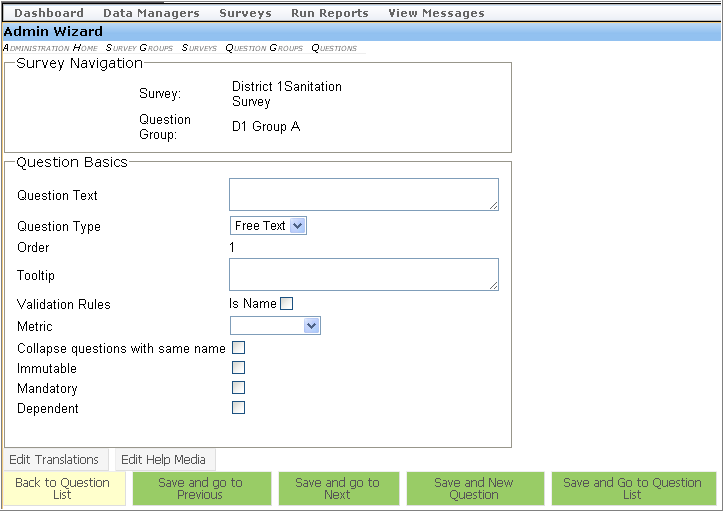 Dashboard Data Managers Surveys Run Reports View Messages
Admin Wizard
Administration Home Survey Groups Surveys Question Groups Questions
Survey Navigation
Survey: District 1Sanitation
Survey
Question
Group: D1 Group A
Question Basics
Question Text
Question Type Free Text
Order 1
Tooltip
Validation Rules Is Name
Metric
Collapse questions with same name
Immutable
Mandatory
Dependent
Edit Translations Edit Help Media
Back to Question
List
Save and go to
Previous
Save and go to
Next
Save and New
Question
Save and Go to Question
List